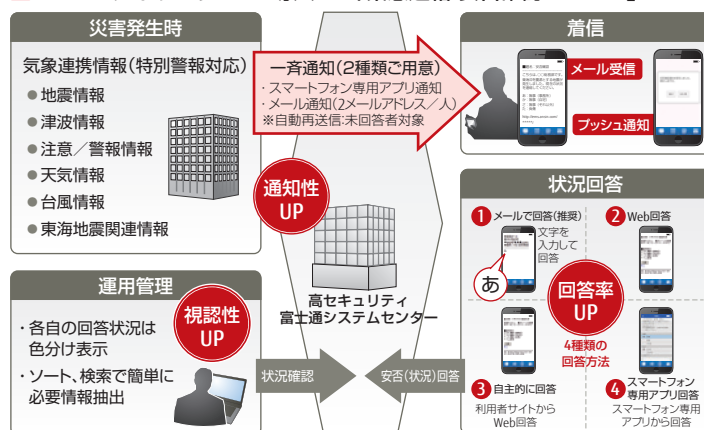 災害発生時
気象連携情報(特別警報対応)
●地震情報
●津波情報
●注意／警報情報
●天気情報
●台風情報
●東海地震関連情報
一斉通知(2種類ご用意)
・スマートフォン専用アプリ通知
・メール通知(2メールアドレス／人)
※自動再送信:未回答者対象
通知性
UP
着信
メール受信
プッシュ通知
高セキュリティ
富士通システムセンター
運用管理
・各自の回答状況は
色分け表示
・ソート、検索で簡単に
必要情報抽出
視認性
UP
状況確認
安否(状況)回答
状況回答
1 メールで回答(推奨)
文字を
入力して
回答
あ
2 Web回答
回答率
UP
4種類の
回答方法
3 自主的に回答
利用者サイトから
Web回答
4 スマートフォン
専用アプリ回答
スマートフォン専用
アプリから回答